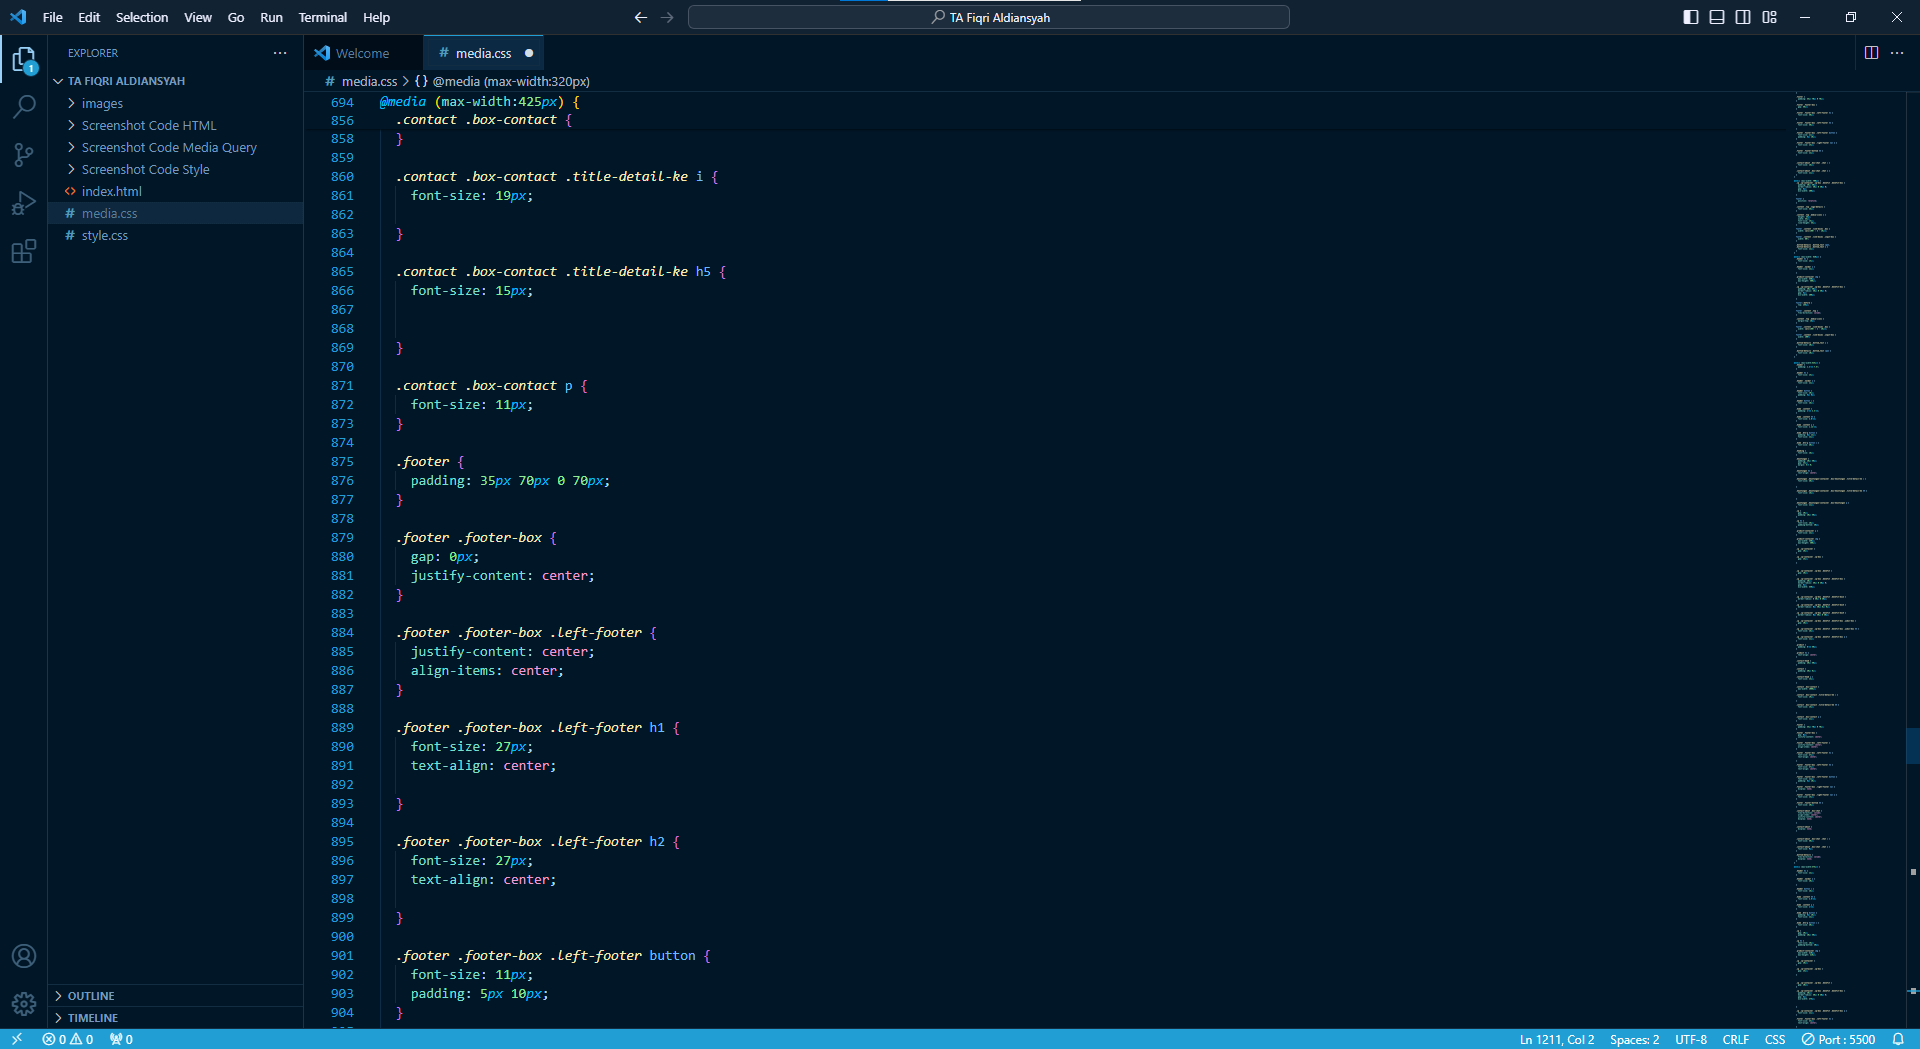 File Edit Selection View Go Run Terminal Help
TA Fiqri Aldiansyah
EXPLORER
TA FIQRI ALDIANSYAH
images
Screenshot Code HTML
Screenshot Code Media Query
Screenshot Code Style
index.html
media.css
style.css
OUTLINE
TIMELINE
Welcome
media.css
media.css > {} @media (max-width:320px)
694 @media (max-width:425px) {
856 .contact .box-contact {
858 }
859
860 .contact .box-contact .title-detail-ke i {
861 font-size: 19px;
862
863 }
864
865 .contact .box-contact .title-detail-ke h5 {
866 font-size: 15px;
867
868
869 }
870
871 .contact .box-contact p {
872 font-size: 11px;
873 }
874
875 .footer {
876 padding: 35px 70px 0 70px;
877 }
878
879 .footer .footer-box {
880 gap: 0px;
881 justify-content: center;
882 }
883
884 .footer .footer-box .left-footer {
885 justify-content: center;
886 align-items: center;
887 }
888
889 .footer .footer-box .left-footer h1 {
890 font-size: 27px;
891 text-align: center;
892
893 }
894
895 .footer .footer-box .left-footer h2 {
896 font-size: 27px;
897 text-align: center;
898
899 }
900
901 .footer .footer-box .left-footer button {
902 font-size: 11px;
903 padding: 5px 10px;
904 }
0 0 0
Ln 1211, Col 2 Spaces: 2 UTF-8 CRLF CSS Port : 5500
1